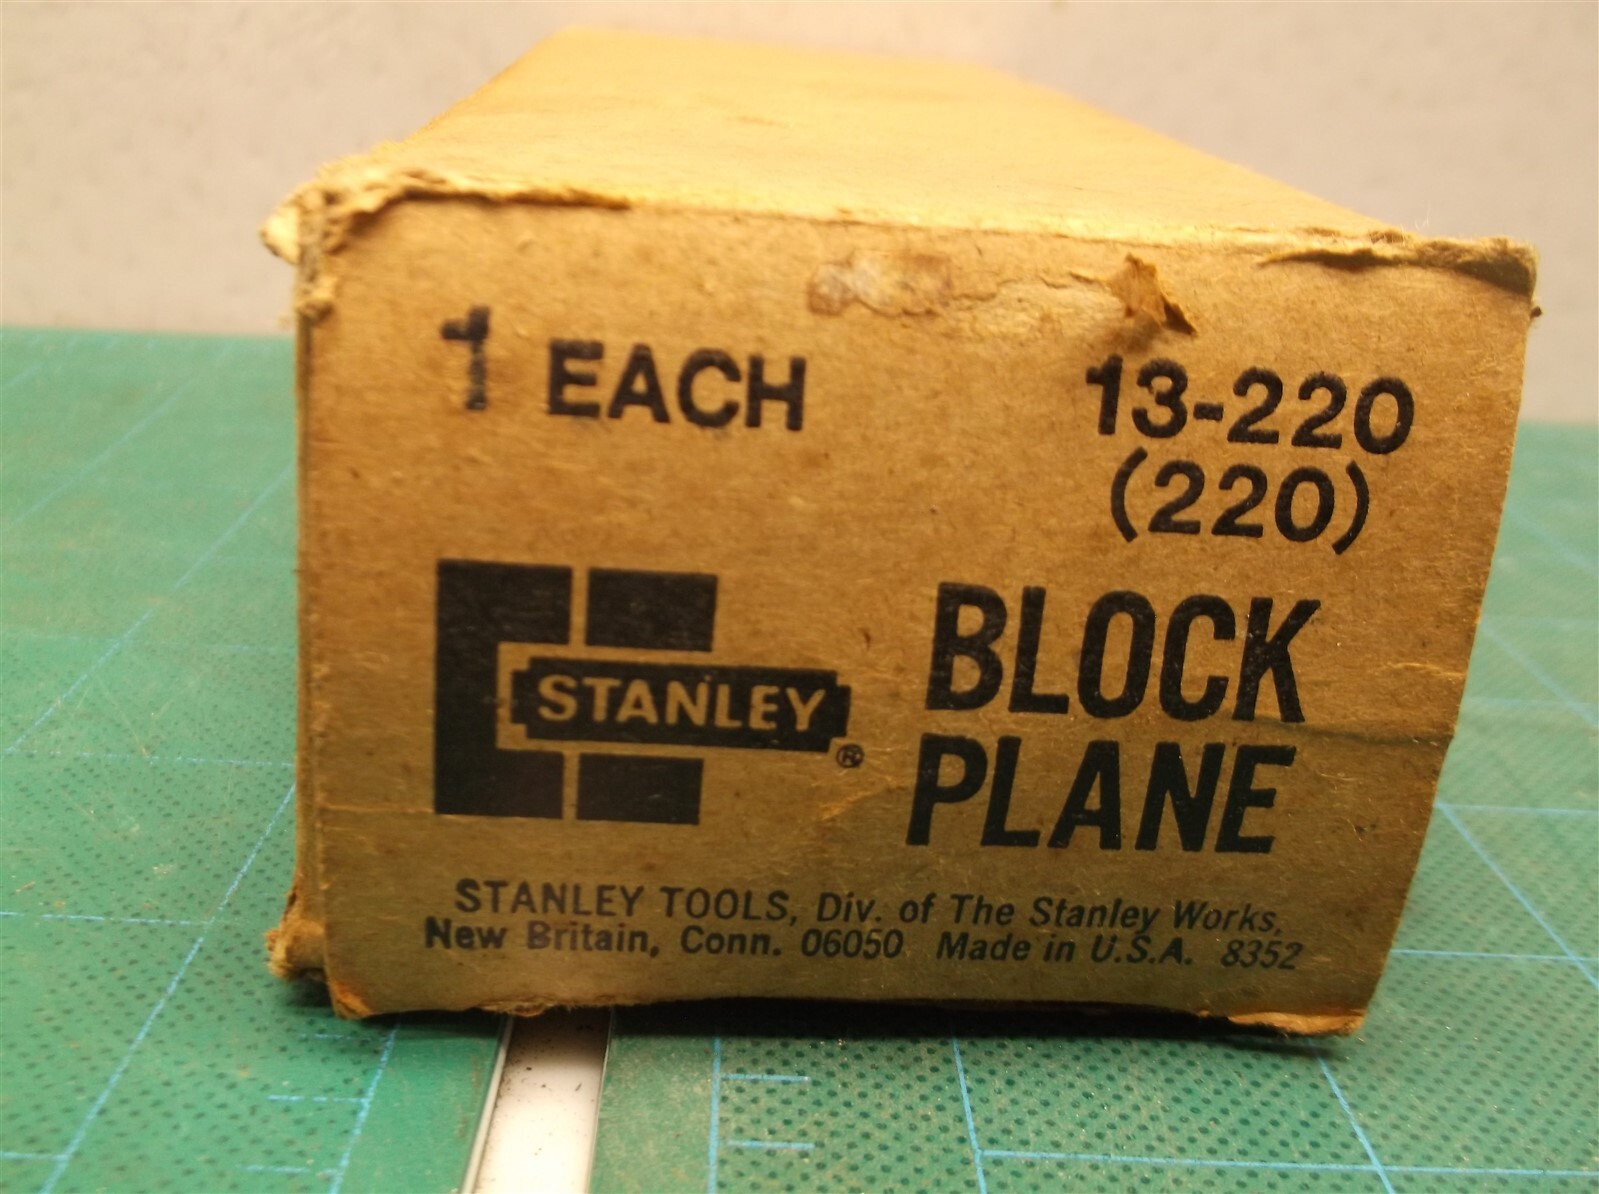 1 EACH
13-220
(220)
STANLEY ®
BLOCK
PLANE
STANLEY TOOLS, Div. of The Stanley Works,
New Britain, Conn. 06050 Made in U.S.A. 8352